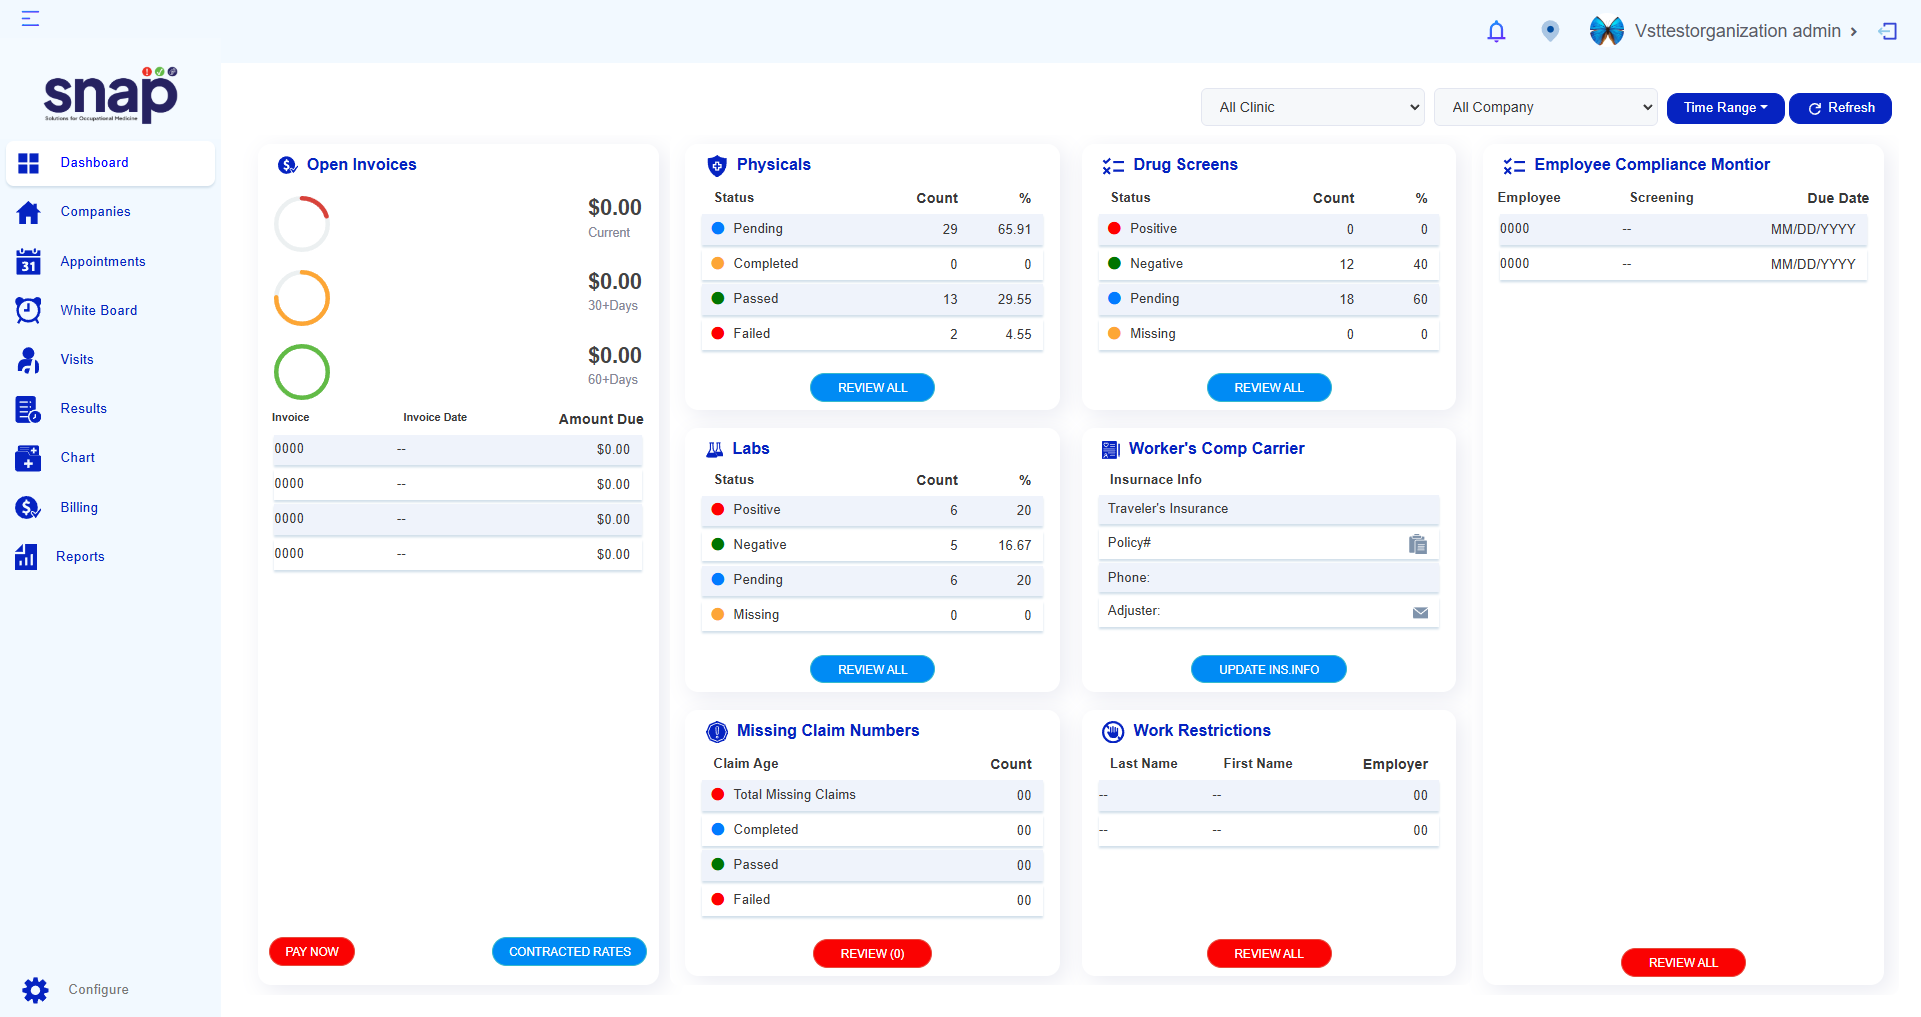 Vsttestorganization admin
snap
Solutions for Occupational Medicine
All Clinic
All Company
Time Range
Refresh
Dashboard
Companies
Appointments
31
White Board
Visits
Results
Chart
Billing
Reports
Configure
Open Invoices
$0.00
Current
$0.00
30+Days
$0.00
60+Days
Invoice Invoice Date Amount Due
0000 -- $0.00
0000 -- $0.00
0000 -- $0.00
0000 -- $0.00
PAY NOW
CONTRACTED RATES
Physicals
Status Count %
Pending 29 65.91
Completed 0 0
Passed 13 29.55
Failed 2 4.55
REVIEW ALL
Drug Screens
Status Count %
Positive 0 0
Negative 12 40
Pending 18 60
Missing 0 0
REVIEW ALL
Labs
Status Count %
Positive 6 20
Negative 5 16.67
Pending 6 20
Missing 0 0
REVIEW ALL
Worker's Comp Carrier
Insurnace Info
Traveler's Insurance
Policy#
Phone:
Adjuster:
UPDATE INS.INFO
Missing Claim Numbers
Claim Age Count
Total Missing Claims 00
Completed 00
Passed 00
Failed 00
REVIEW (0)
Work Restrictions
Last Name First Name Employer
-- -- 00
-- -- 00
REVIEW ALL
Employee Compliance Montior
Employee Screening Due Date
0000 -- MM/DD/YYYY
0000 -- MM/DD/YYYY
REVIEW ALL